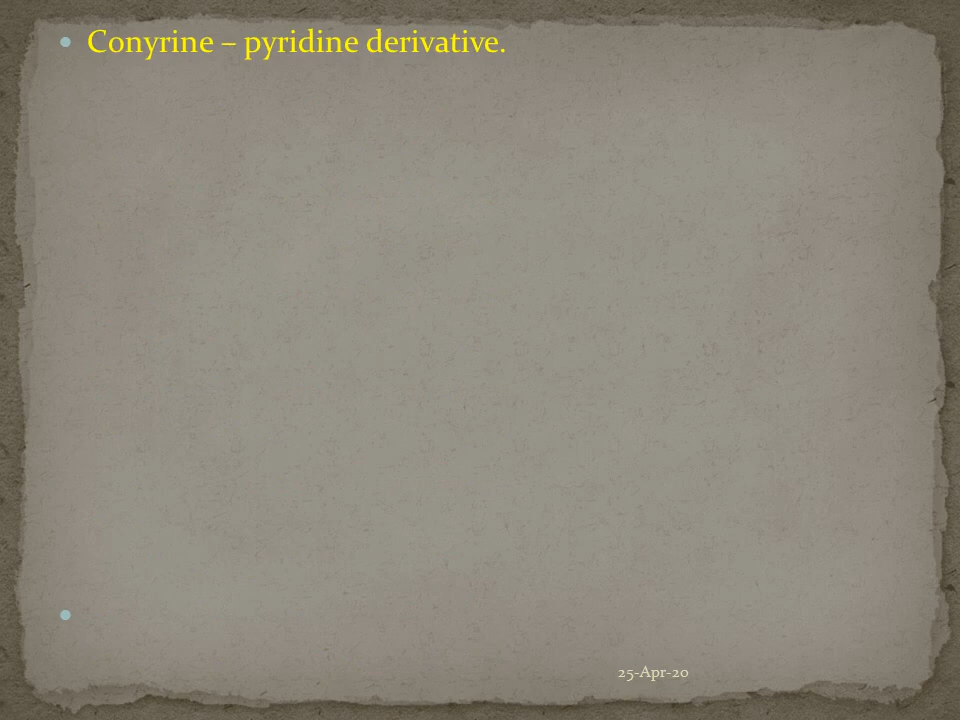 • Conyrine – pyridine derivative.
•
25-Apr-20